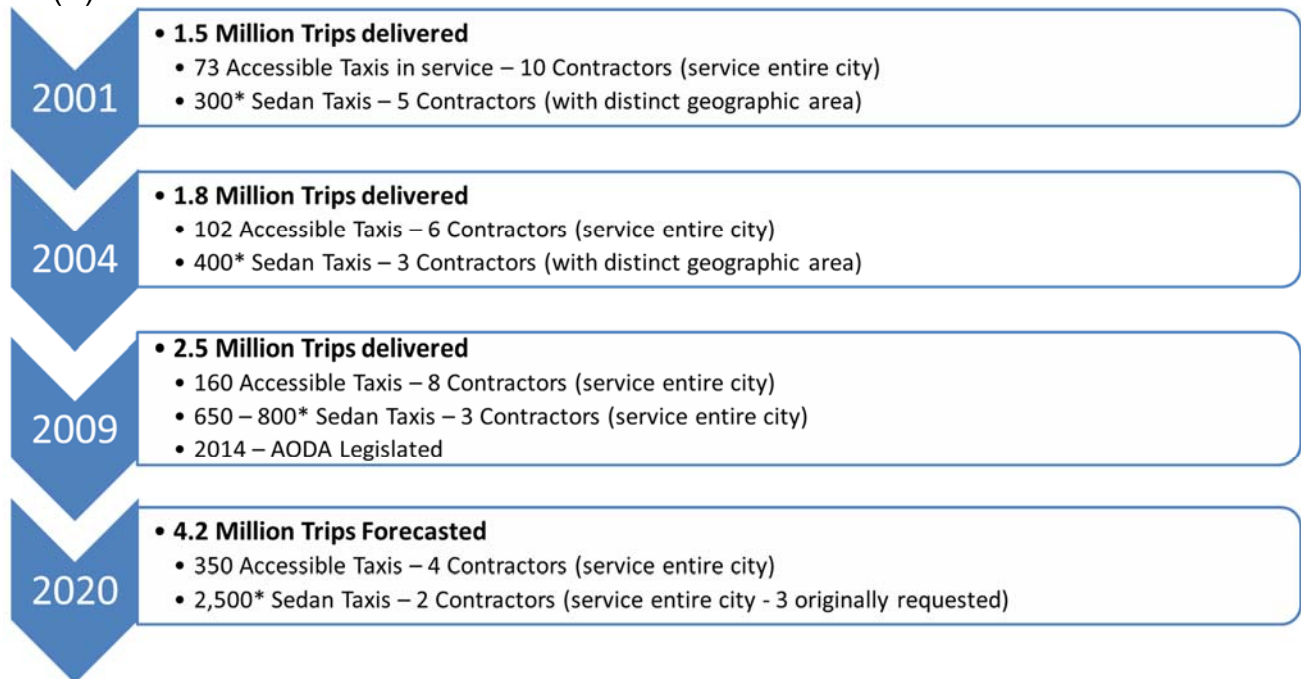 2001
• 1.5 Million Trips delivered
• 73 Accessible Taxis in service – 10 Contractors (service entire city)
• 300* Sedan Taxis – 5 Contractors (with distinct geographic area)
2004
• 1.8 Million Trips delivered
• 102 Accessible Taxis – 6 Contractors (service entire city)
• 400* Sedan Taxis – 3 Contractors (with distinct geographic area)
2009
• 2.5 Million Trips delivered
• 160 Accessible Taxis – 8 Contractors (service entire city)
• 650 – 800* Sedan Taxis – 3 Contractors (service entire city)
• 2014 – AODA Legislated
2020
• 4.2 Million Trips Forecasted
• 350 Accessible Taxis – 4 Contractors (service entire city)
• 2,500* Sedan Taxis – 2 Contractors (service entire city - 3 originally requested)